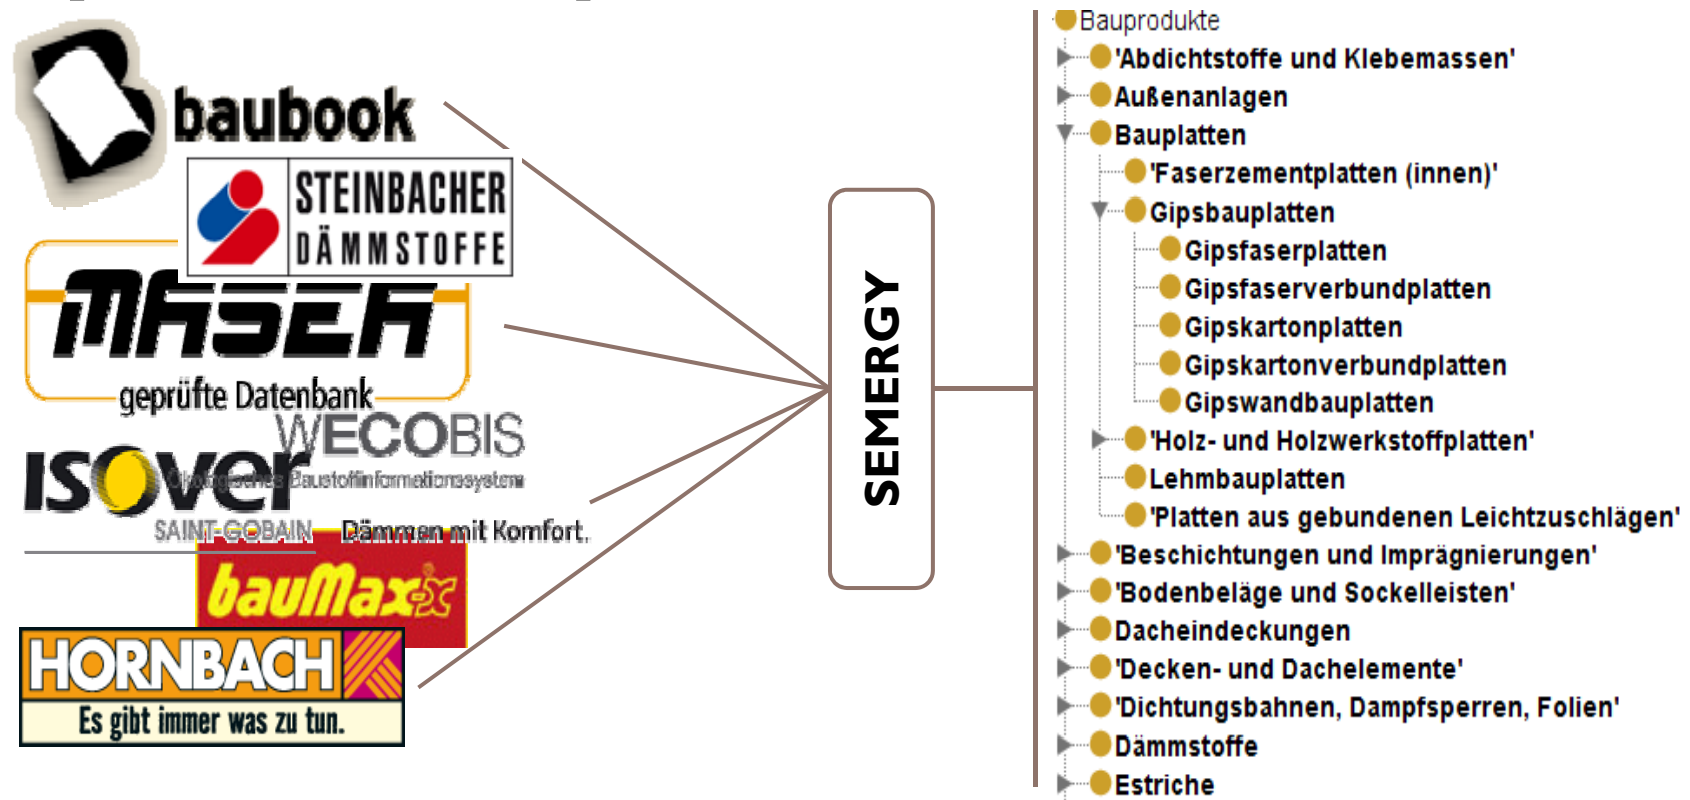 baubook
STEINBACHER
DÄMMSTOFFE
MASEA
geprüfte Datenbank
WECOBIS
Ökologisches Baustoffinformationssystem
ISOVER
SAINT-GOBAIN
Dämmen mit Komfort.
bauMax-x
HORNBACH
Es gibt immer was zu tun.
SEMERGY
Bauprodukte
'Abdichtstoffe und Klebemassen'
Außenanlagen
Bauplatten
'Faserzementplatten (innen)'
Gipsbauplatten
Gipsfaserplatten
Gipsfaserverbundplatten
Gipskartonplatten
Gipskartonverbundplatten
Gipswandbauplatten
'Holz- und Holzwerkstoffplatten'
Lehmbauplatten
'Platten aus gebundenen Leichtzuschlägen'
'Beschichtungen und Imprägnierungen'
'Bodenbeläge und Sockelleisten'
Dacheindeckungen
'Decken- und Dachelemente'
'Dichtungsbahnen, Dampfsperren, Folien'
Dämmstoffe
Estriche